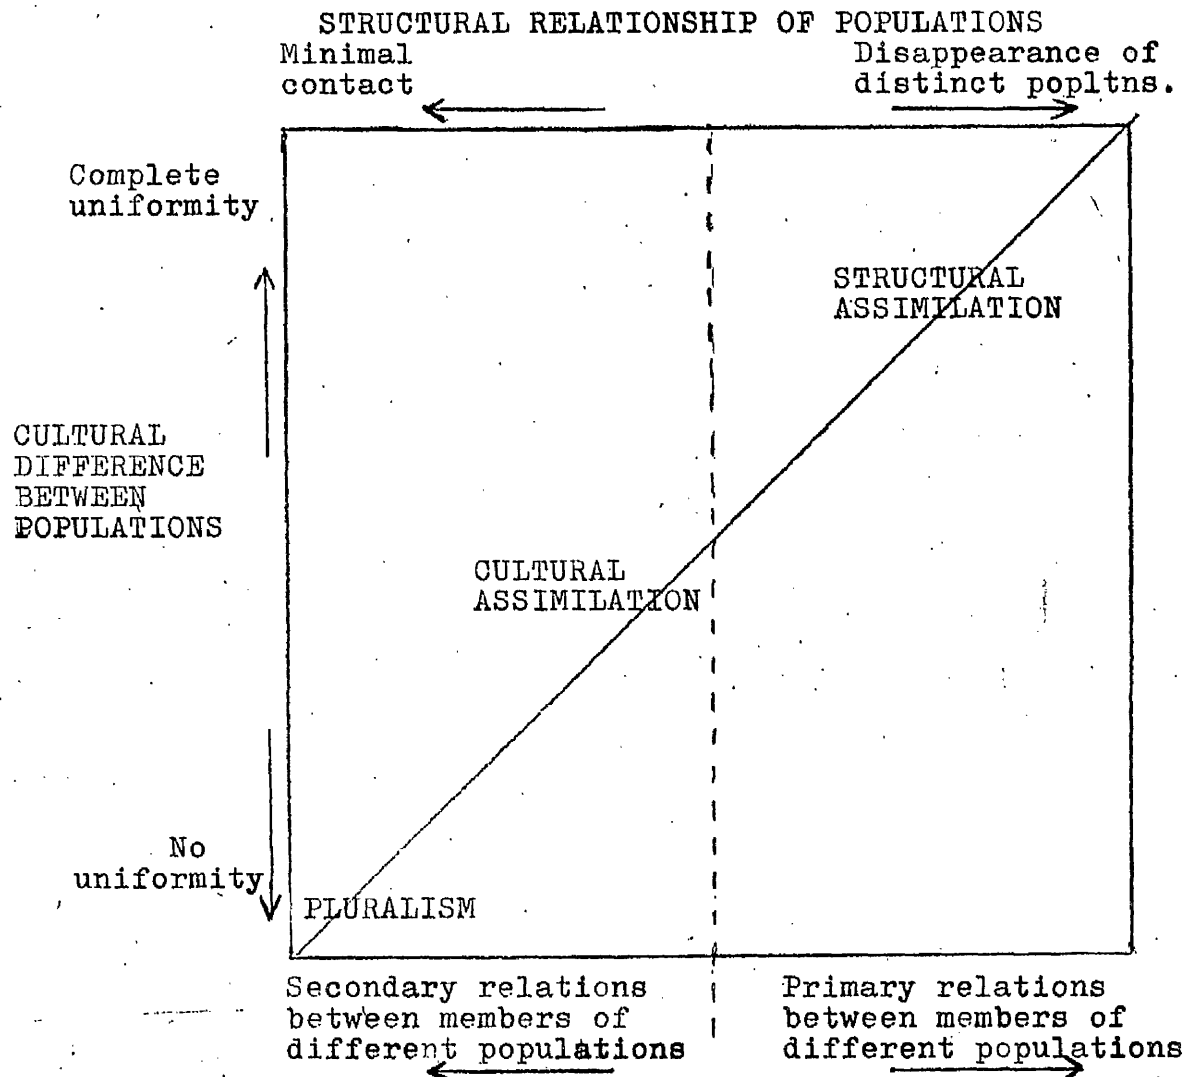 STRUCTURAL RELATIONSHIP OF POPULATIONS
Minimal
contact
Disappearance of
distinct popltns.
Complete
uniformity
STRUCTURAL
ASSIMILATION
CULTURAL
DIFFERENCE
BETWEEN
POPULATIONS
CULTURAL
ASSIMILATION
No
uniformity
PLURALISM
Secondary relations
between members of
different populations
Primary relations
between members of
different populations